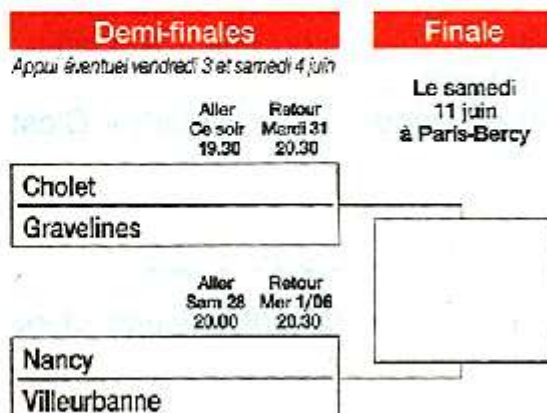 Demi-finales
Appui éventuel vendredi 3 et samedi 4 juin
Aller Retour
Ce soir Mardi 31
19.30 20.30
Cholet
Gravelines
Aller Retour
Sam 28 Mer 1/06
20.00 20.30
Nancy
Villeurbanne
Finale
Le samedi
11 juin
à Paris-Bercy